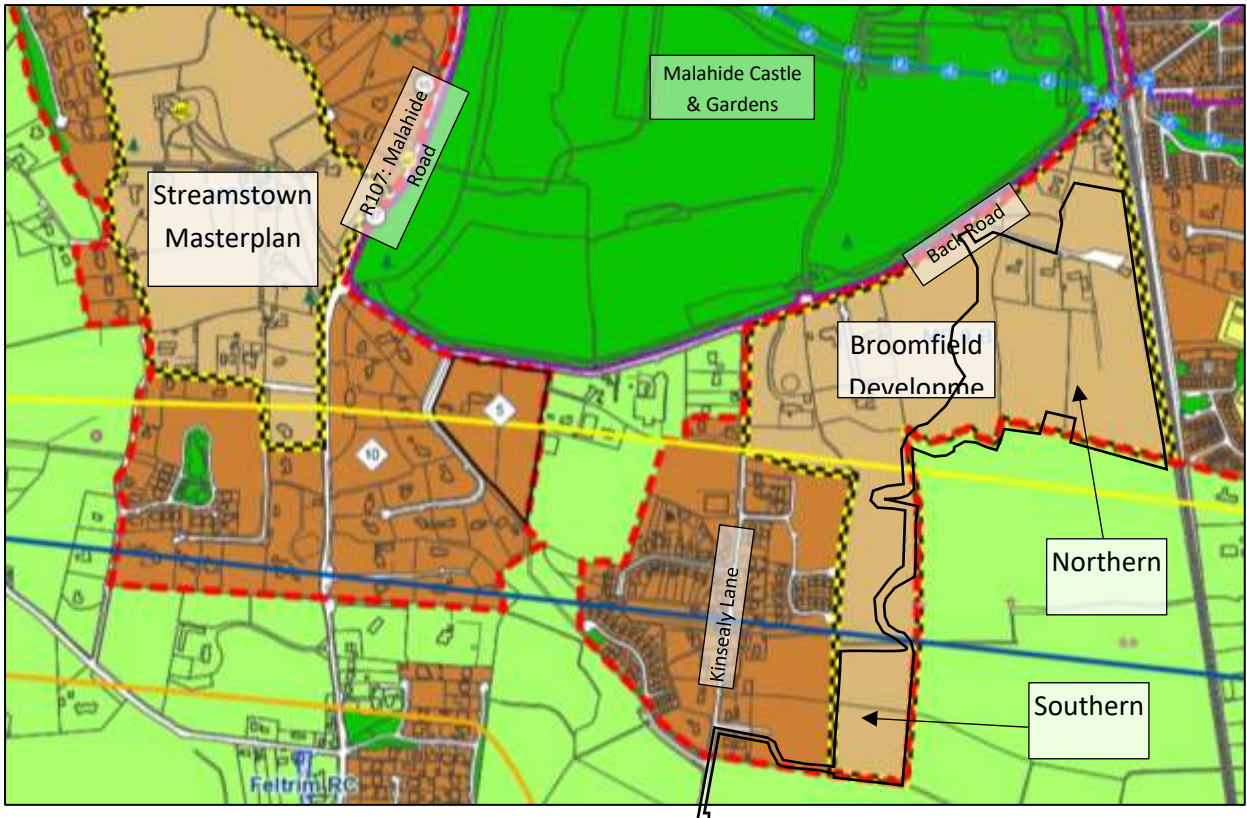 Malahide Castle
& Gardens
R107: Malahide
Road
Streamstown
Masterplan
Back Road
Broomfield
Developme
5
10
Northern
Kinsealy Lane
Southern
Feltrim RC